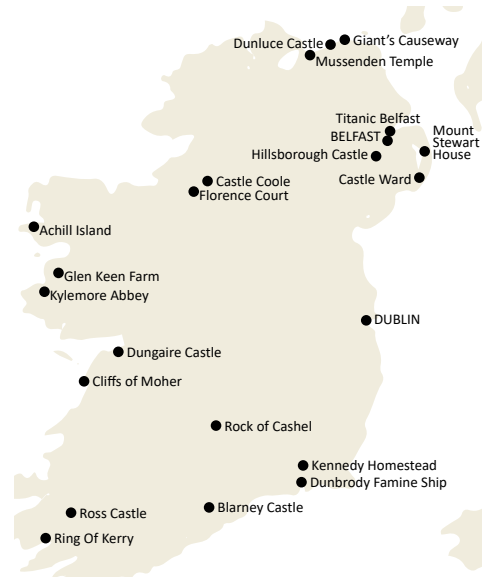 Dunluce Castle
Giant's Causeway
Mussenden Temple
Titanic Belfast
BELFAST
Mount
Stewart
House
Hillsborough Castle
Castle Ward
Castle Coole
Florence Court
Achill Island
Glen Keen Farm
Kylemore Abbey
DUBLIN
Dungaire Castle
Cliffs of Moher
Rock of Cashel
Kennedy Homestead
Dunbrody Famine Ship
Blarney Castle
Ross Castle
Ring Of Kerry